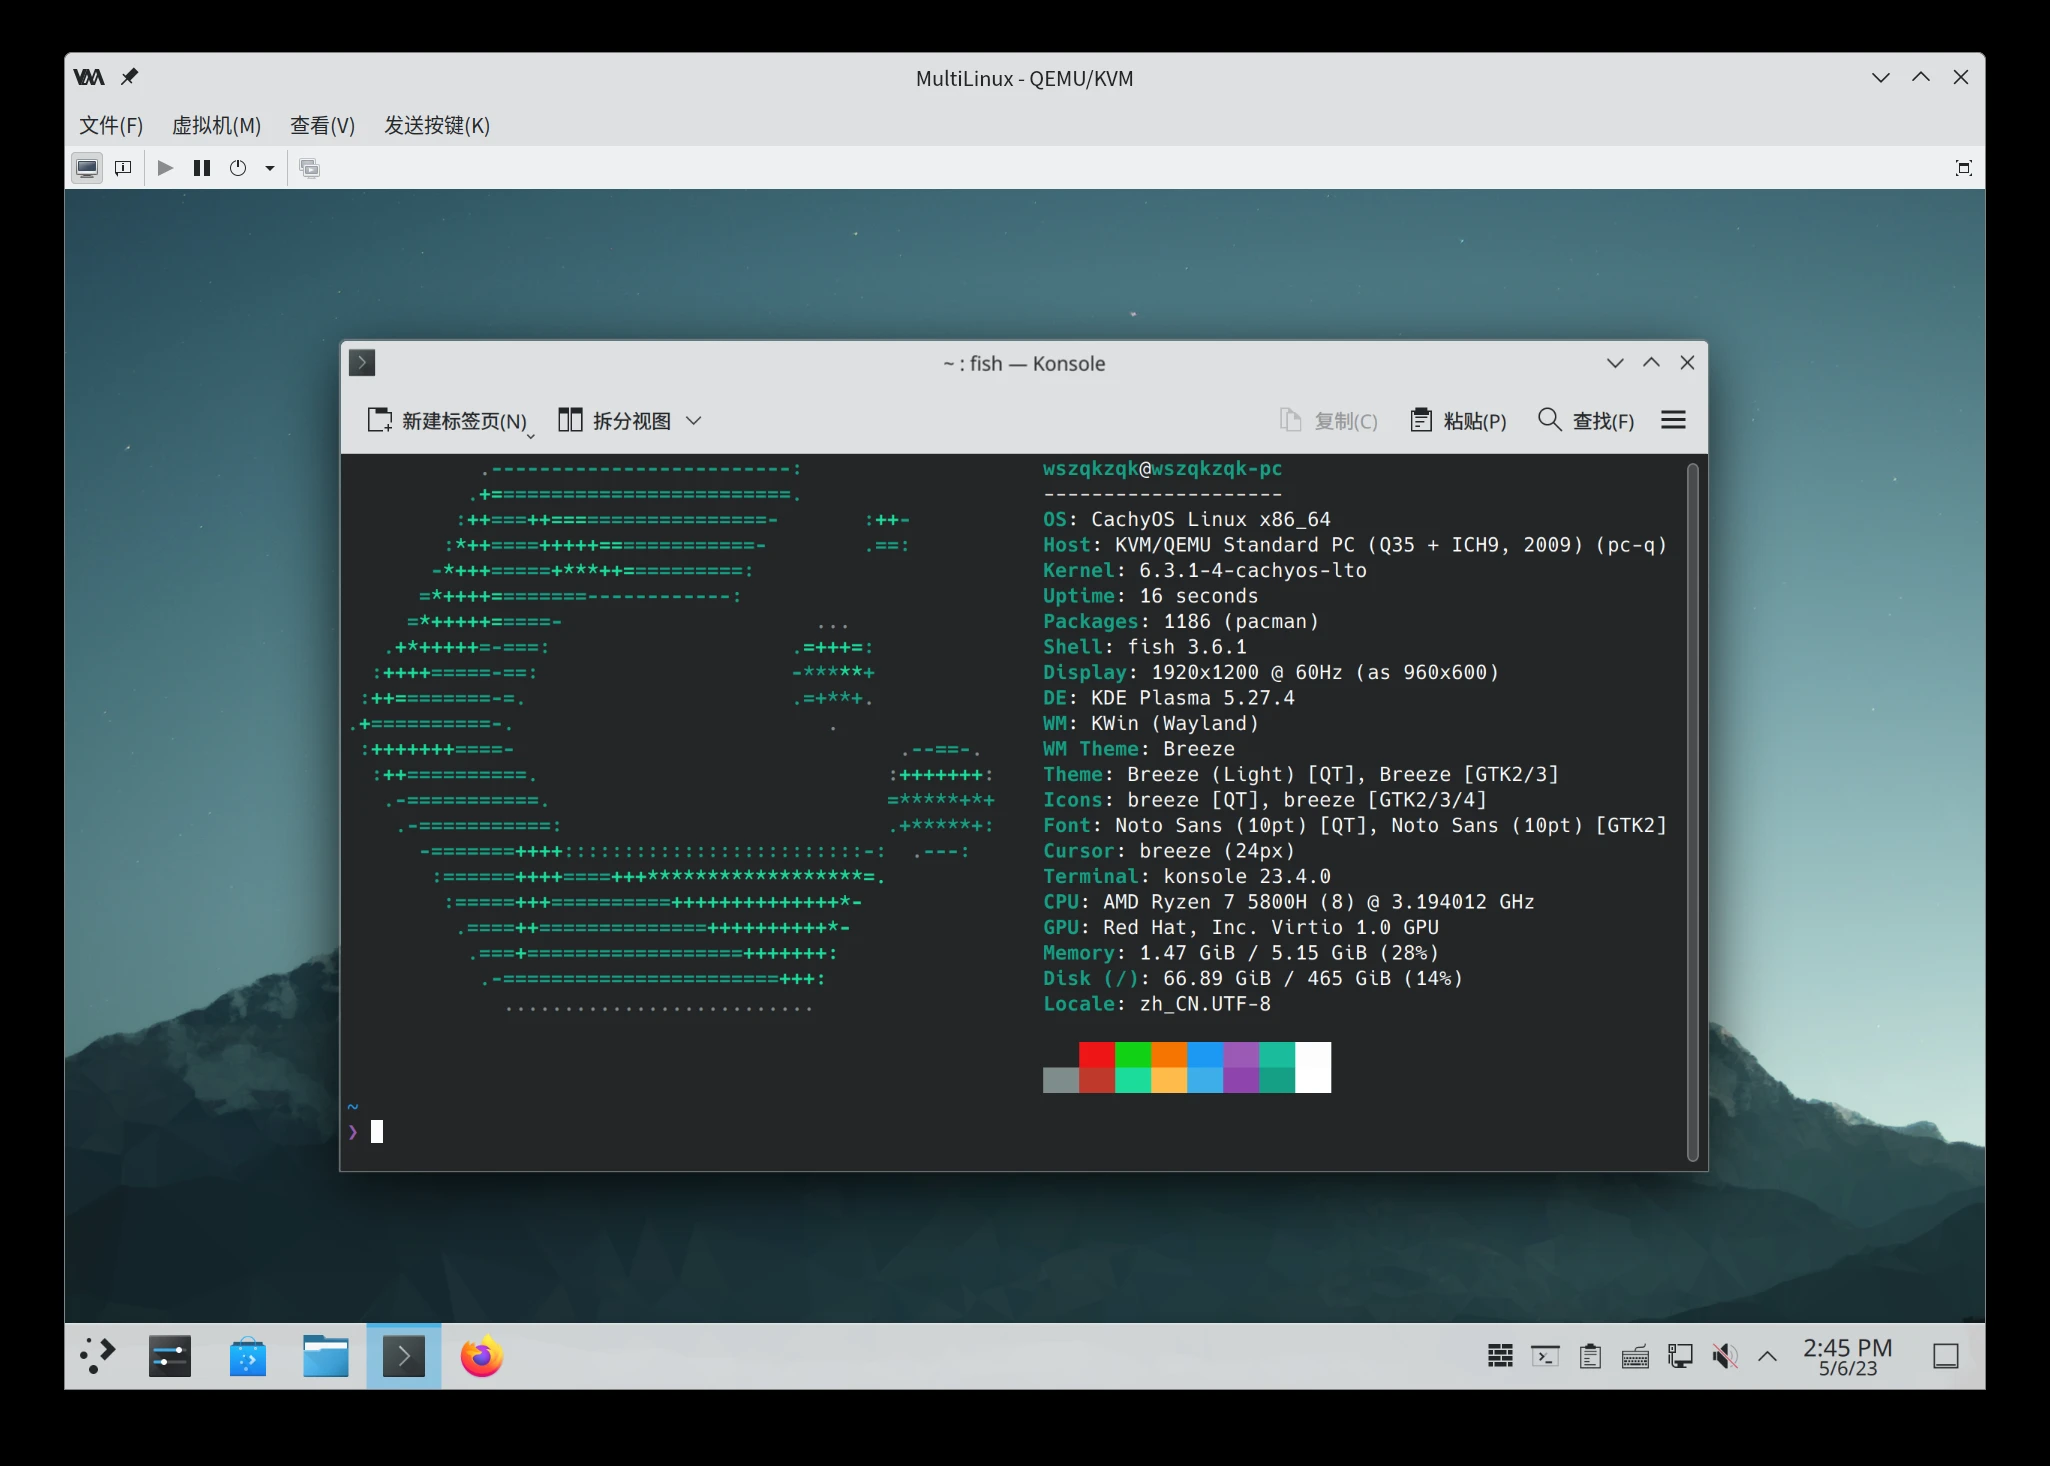 MultiLinux - QEMU/KVM
文件(F) 虚拟机(M) 查看(V) 发送按键(K)
~ : fish — Konsole
新建标签页(N) 拆分视图 复制(C) 粘贴(P) 查找(F)
wszqkzqk@wszqkzqk-pc
--------------------
OS: CachyOS Linux x86_64
Host: KVM/QEMU Standard PC (Q35 + ICH9, 2009) (pc-q)
Kernel: 6.3.1-4-cachyos-lto
Uptime: 16 seconds
Packages: 1186 (pacman)
Shell: fish 3.6.1
Display: 1920x1200 @ 60Hz (as 960x600)
DE: KDE Plasma 5.27.4
WM: KWin (Wayland)
WM Theme: Breeze
Theme: Breeze (Light) [QT], Breeze [GTK2/3]
Icons: breeze [QT], breeze [GTK2/3/4]
Font: Noto Sans (10pt) [QT], Noto Sans (10pt) [GTK2]
Cursor: breeze (24px)
Terminal: konsole 23.4.0
CPU: AMD Ryzen 7 5800H (8) @ 3.194012 GHz
GPU: Red Hat, Inc. Virtio 1.0 GPU
Memory: 1.47 GiB / 5.15 GiB (28%)
Disk (/): 66.89 GiB / 465 GiB (14%)
Locale: zh_CN.UTF-8
~
❯
2:45 PM
5/6/23